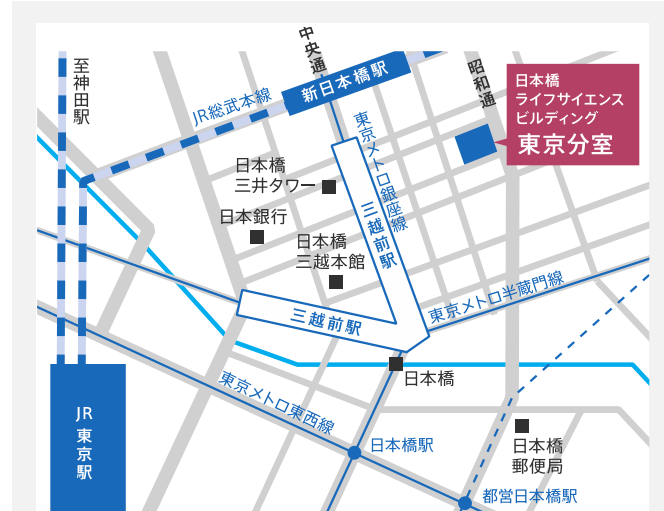 中央通
至神田駅
昭和通
新日本橋駅
日本橋
ライフサイエンス
ビルディング
東京分室
JR総武本線
東京メトロ銀座線
日本橋
三井タワー
三越前駅
日本銀行
日本橋
三越本館
東京メトロ半蔵門線
三越前駅
日本橋
東京メトロ東西線
JR
東京駅
日本橋駅
日本橋
郵便局
都営日本橋駅